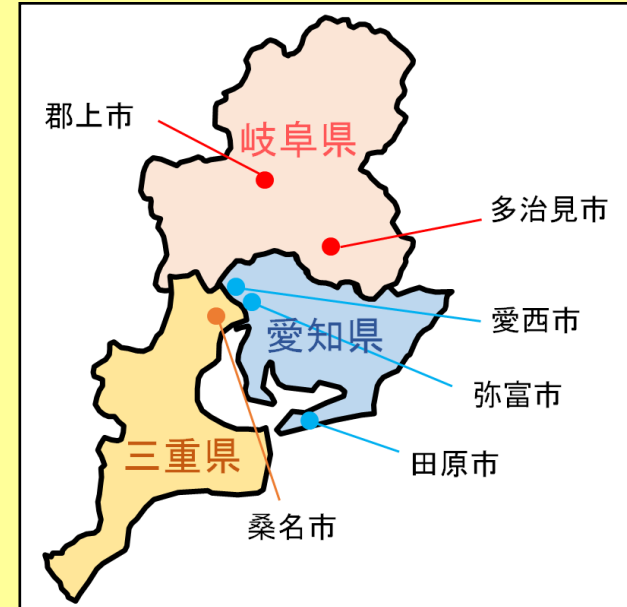 郡上市
岐阜県
多治見市
愛西市
愛知県
弥富市
三重県
田原市
桑名市